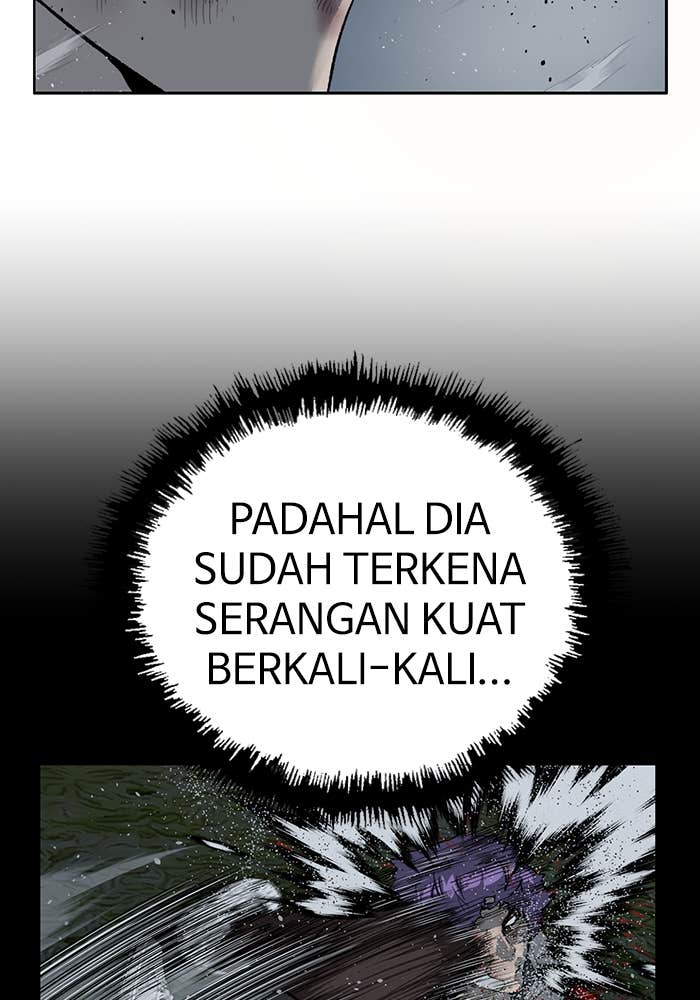 PADAHAL DIA
SUDAH TERKENA
SERANGAN KUAT
BERKALI-KALI...